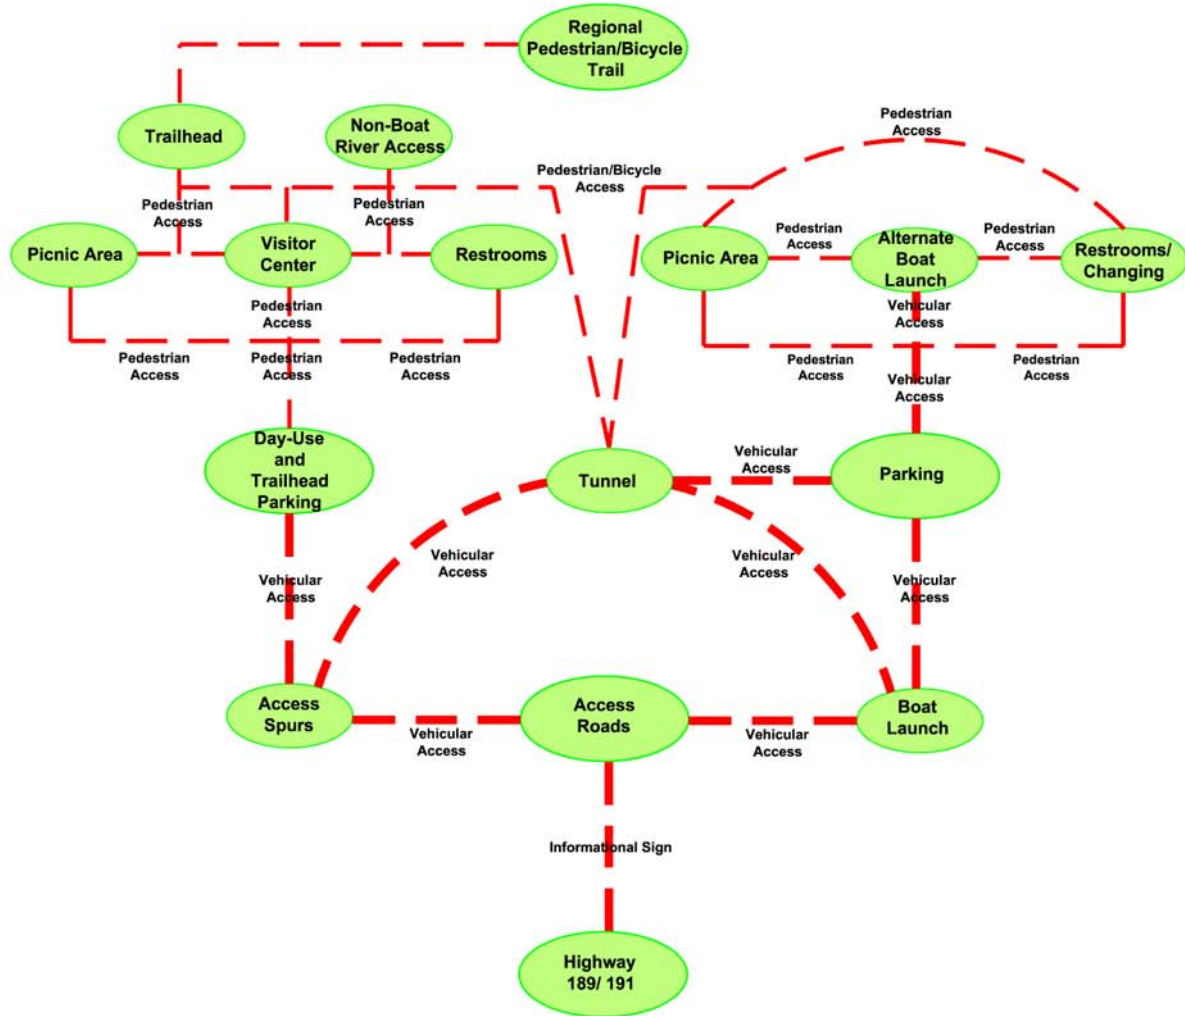 Regional
Pedestrian/Bicycle
Trail
Trailhead
Non-Boat
River Access
Pedestrian
Access
Pedestrian/Bicycle
Access
Pedestrian
Access
Pedestrian
Access
Picnic Area
Visitor
Center
Restrooms
Picnic Area
Pedestrian
Access
Alternate
Boat
Launch
Pedestrian
Access
Restrooms/
Changing
Pedestrian
Access
Vehicular
Access
Pedestrian
Access
Pedestrian
Access
Pedestrian
Access
Pedestrian
Access
Vehicular
Access
Pedestrian
Access
Day-Use
and
Trailhead
Parking
Tunnel
Vehicular
Access
Parking
Vehicular
Access
Vehicular
Access
Vehicular
Access
Vehicular
Access
Access
Spurs
Vehicular
Access
Access
Roads
Vehicular
Access
Boat
Launch
Informational Sign
Highway
189/ 191